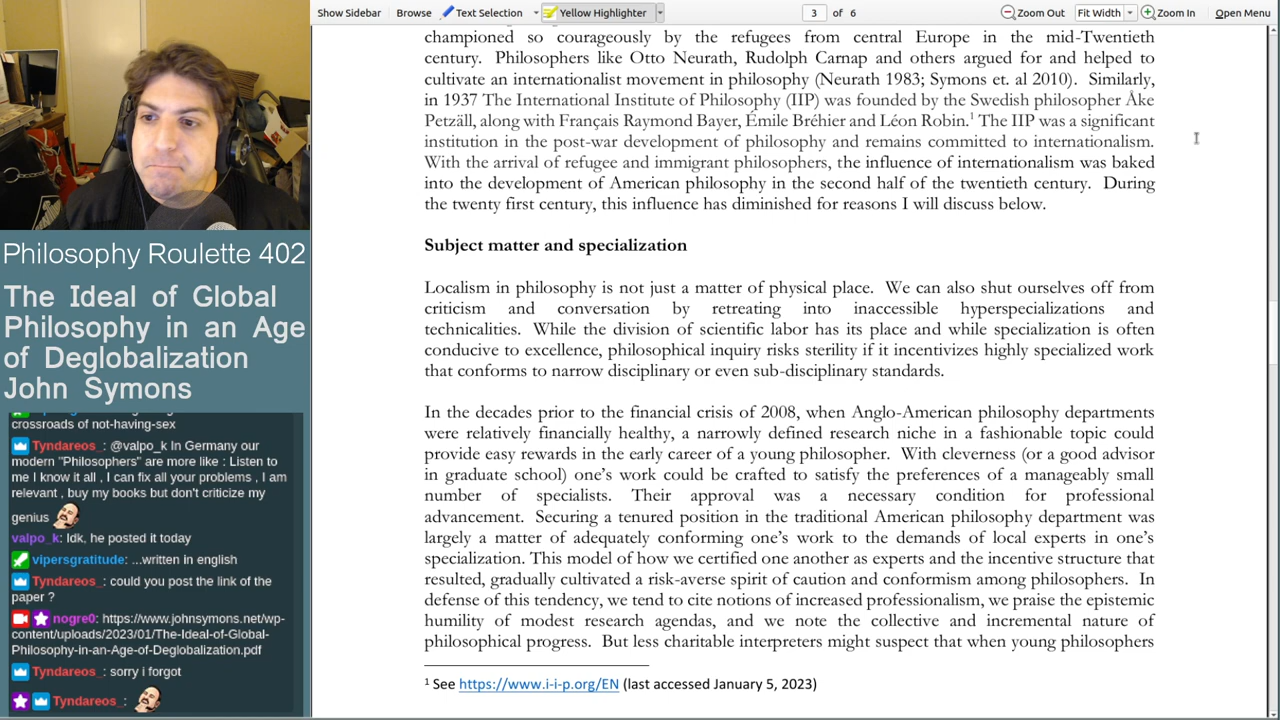 Show Sidebar Browse Text Selection Yellow Highlighter 3 of 6 Zoom Out Fit Width Zoom In Open Menu
championed so courageously by the refugees from central Europe in the mid-Twentieth
century. Philosophers like Otto Neurath, Rudolph Carnap and others argued for and helped to
cultivate an internationalist movement in philosophy (Neurath 1983; Symons et. al 2010). Similarly,
in 1937 The International Institute of Philosophy (IIP) was founded by the Swedish philosopher Åke
Petzäll, along with Français Raymond Bayer, Émile Bréhier and Léon Robin.¹ The IIP was a significant
institution in the post-war development of philosophy and remains committed to internationalism.
With the arrival of refugee and immigrant philosophers, the influence of internationalism was baked
into the development of American philosophy in the second half of the twentieth century. During
the twenty first century, this influence has diminished for reasons I will discuss below.
Subject matter and specialization
Localism in philosophy is not just a matter of physical place. We can also shut ourselves off from
criticism and conversation by retreating into inaccessible hyperspecializations and
technicalities. While the division of scientific labor has its place and while specialization is often
conducive to excellence, philosophical inquiry risks sterility if it incentivizes highly specialized work
that conforms to narrow disciplinary or even sub-disciplinary standards.
In the decades prior to the financial crisis of 2008, when Anglo-American philosophy departments
were relatively financially healthy, a narrowly defined research niche in a fashionable topic could
provide easy rewards in the early career of a young philosopher. With cleverness (or a good advisor
in graduate school) one's work could be crafted to satisfy the preferences of a manageably small
number of specialists. Their approval was a necessary condition for professional
advancement. Securing a tenured position in the traditional American philosophy department was
largely a matter of adequately conforming one's work to the demands of local experts in one's
specialization. This model of how we certified one another as experts and the incentive structure that
resulted, gradually cultivated a risk-averse spirit of caution and conformism among philosophers. In
defense of this tendency, we tend to cite notions of increased professionalism, we praise the epistemic
humility of modest research agendas, and we note the collective and incremental nature of
philosophical progress. But less charitable interpreters might suspect that when young philosophers
¹ See https://www.i-i-p.org/EN (last accessed January 5, 2023)
Philosophy Roulette 402
The Ideal of Global
Philosophy in an Age
of Deglobalization
John Symons
crossroads of not-having-sex
Tyndareos_: @valpo_k In Germany our
modern "Philosophers" are more like : Listen to
me I know it all , I can fix all your problems , I am
relevant , buy my books but don't criticize my
genius
valpo_k: Idk, he posted it today
vipersgratitude: ...written in english
Tyndareos_: could you post the link of the
paper ?
nogre0: https://www.johnsymons.net/wp-
content/uploads/2023/01/The-Ideal-of-Global-
Philosophy-in-an-Age-of-Deglobalization.pdf
Tyndareos_: sorry i forgot
Tyndareos_: